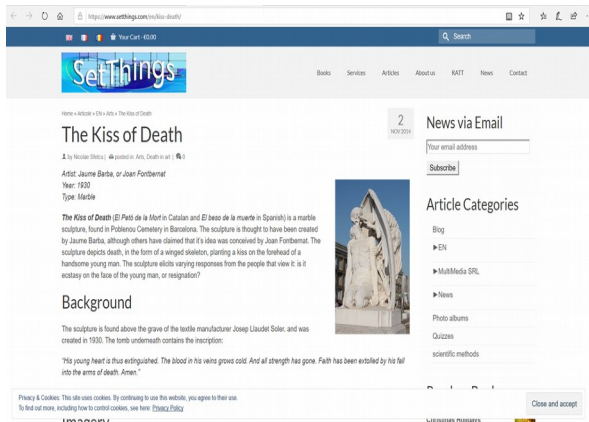 https://www.setthings.com/en/kiss-death/
Your Cart - €0.00
Search
SetThings
Books Services Articles About us RATT News Contact
Home » Articole » EN » Arts » The Kiss of Death
The Kiss of Death
2
NOV 2014
by Nicolae Sfetcu | posted in: Arts, Death in art | 0
Artist: Jaume Barba, or Joan Fontbernat
Year: 1930
Type: Marble
The Kiss of Death (El Petó de la Mort in Catalan and El beso de la muerte in Spanish) is a marble
sculpture, found in Poblenou Cemetery in Barcelona. The sculpture is thought to have been created
by Jaume Barba, although others have claimed that it's idea was conceived by Joan Fontbernat. The
sculpture depicts death, in the form of a winged skeleton, planting a kiss on the forehead of a
handsome young man. The sculpture elicits varying responses from the people that view it: is it
ecstasy on the face of the young man, or resignation?
Background
The sculpture is found above the grave of the textile manufacturer Josep Llaudet Soler, and was
created in 1930. The tomb underneath contains the inscription:
"His young heart is thus extinguished. The blood in his veins grows cold. And all strength has gone. Faith has been extolled by his fall
into the arms of death. Amen."
News via Email
Your email address
Subscribe
Article Categories
Blog
►EN
►MultiMedia SRL
►News
Photo albums
Quizzes
scientific methods
Privacy & Cookies: This site uses cookies. By continuing to use this website, you agree to their use.
To find out more, including how to control cookies, see here: Privacy Policy
Close and accept